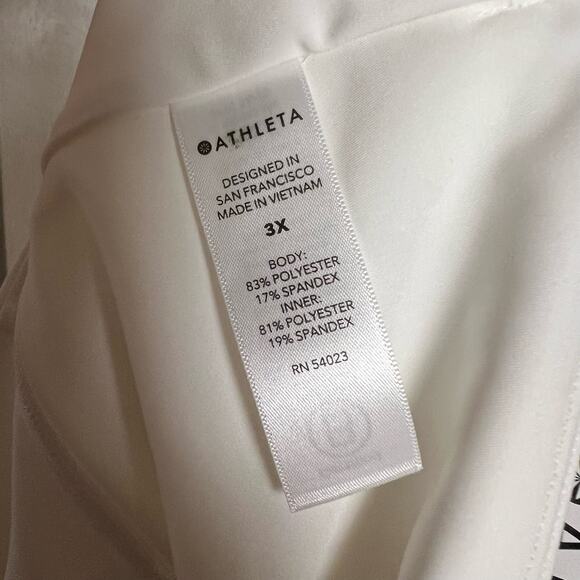 ATHLETA
DESIGNED IN
SAN FRANCISCO
MADE IN VIETNAM
3X
BODY:
83% POLYESTER
17% SPANDEX
INNER:
81% POLYESTER
19% SPANDEX
RN 54023